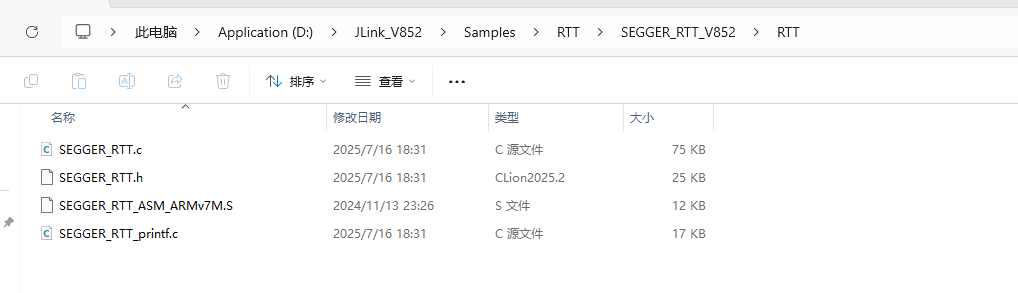 此电脑 > Application (D:) > JLink_V852 > Samples > RTT > SEGGER_RTT_V852 > RTT
排序 查看
名称 修改日期 类型 大小
SEGGER_RTT.c 2025/7/16 18:31 C 源文件 75 KB
SEGGER_RTT.h 2025/7/16 18:31 CLion2025.2 25 KB
SEGGER_RTT_ASM_ARMv7M.S 2024/11/13 23:26 S 文件 12 KB
SEGGER_RTT_printf.c 2025/7/16 18:31 C 源文件 17 KB